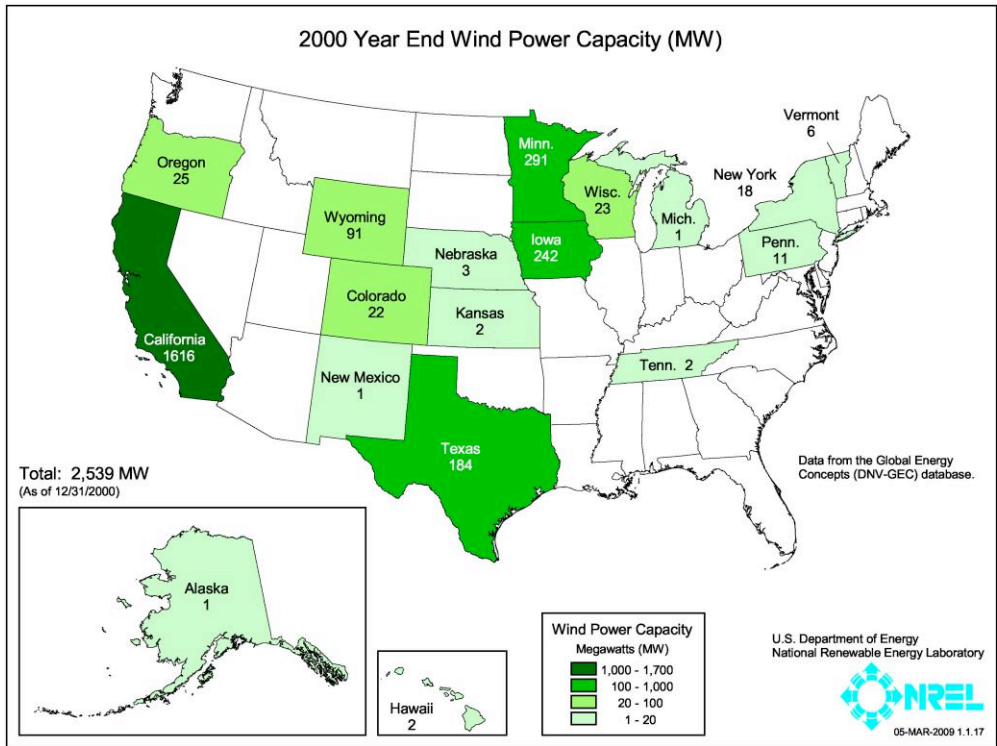 2000 Year End Wind Power Capacity (MW)
Vermont
6
Minn.
291
Oregon
25
New York
18
Wisc.
23
Wyoming
91
Mich.
1
Penn.
11
Iowa
242
Nebraska
3
Colorado
22
Kansas
2
California
1616
Tenn. 2
New Mexico
1
Texas
184
Total: 2,539 MW
(As of 12/31/2000)
Data from the Global Energy
Concepts (DNV-GEC) database.
Alaska
1
Hawaii
2
Wind Power Capacity
Megawatts (MW)
1,000 - 1,700
100 - 1,000
20 - 100
1 - 20
U.S. Department of Energy
National Renewable Energy Laboratory
NREL
05-MAR-2009 1.1.17